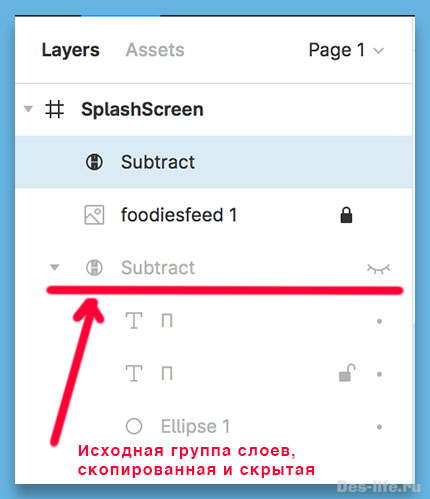 Layers Assets Page 1
SplashScreen
Subtract
foodiesfeed 1
Subtract
П
П
Ellipse 1
Исходная группа слоев,
скопированная и скрытая
Des-life.ru